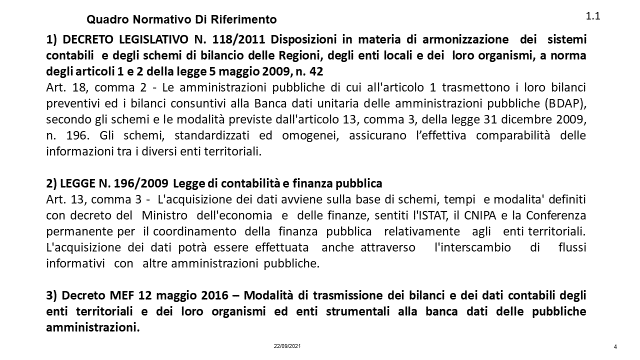 Quadro Normativo Di Riferimento
1.1
1) DECRETO LEGISLATIVO N. 118/2011 Disposizioni in materia di armonizzazione dei sistemi
contabili e degli schemi di bilancio delle Regioni, degli enti locali e dei loro organismi, a norma
degli articoli 1 e 2 della legge 5 maggio 2009, n. 42
Art. 18, comma 2 - Le amministrazioni pubbliche di cui all'articolo 1 trasmettono i loro bilanci
preventivi ed i bilanci consuntivi alla Banca dati unitaria delle amministrazioni pubbliche (BDAP),
secondo gli schemi e le modalità previste dall'articolo 13, comma 3, della legge 31 dicembre 2009,
n. 196. Gli schemi, standardizzati ed omogenei, assicurano l’effettiva comparabilità delle
informazioni tra i diversi enti territoriali.
2) LEGGE N. 196/2009 Legge di contabilità e finanza pubblica
Art. 13, comma 3 - L'acquisizione dei dati avviene sulla base di schemi, tempi e modalita' definiti
con decreto del Ministro dell'economia e delle finanze, sentiti l'ISTAT, il CNIPA e la Conferenza
permanente per il coordinamento della finanza pubblica relativamente agli enti territoriali.
L'acquisizione dei dati potrà essere effettuata anche attraverso l'interscambio di flussi
informativi con altre amministrazioni pubbliche.
3) Decreto MEF 12 maggio 2016 – Modalità di trasmissione dei bilanci e dei dati contabili degli
enti territoriali e dei loro organismi ed enti strumentali alla banca dati delle pubbliche
amministrazioni.
22/09/2021
4